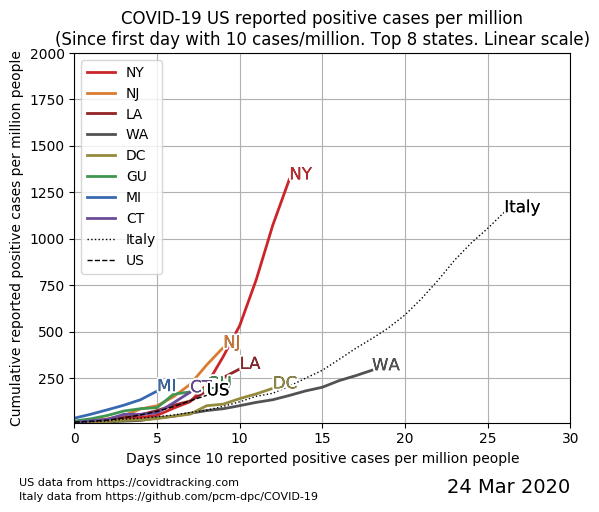 COVID-19 US reported positive cases per million
(Since first day with 10 cases/million. Top 8 states. Linear scale)
Cumulative reported positive cases per million people
2000
1750
1500
1250
1000
750
500
250
NY
NJ
LA
WA
DC
GU
MI
CT
Italy
US
NY
Italy
NJ
LA
WA
MI
CT
GU
US
DC
0
5
10
15
20
25
30
Days since 10 reported positive cases per million people
US data from https://covidtracking.com
Italy data from https://github.com/pcm-dpc/COVID-19
24 Mar 2020